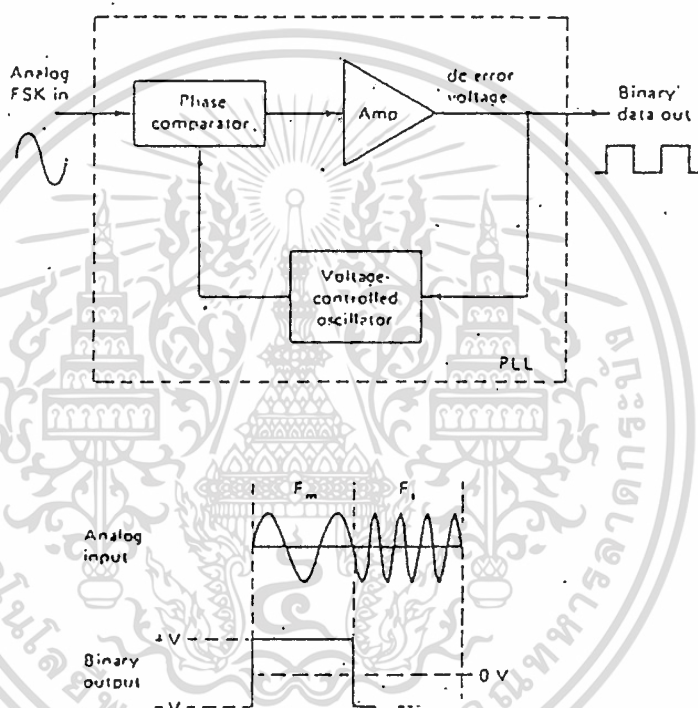 Analog
FSK in
Phase
comparator
Amp
dc error
voltage
Binary
data out
Voltage-
controlled
oscillator
PLL
F_m
Analog
input
+V
Binary
output
0 V
-V